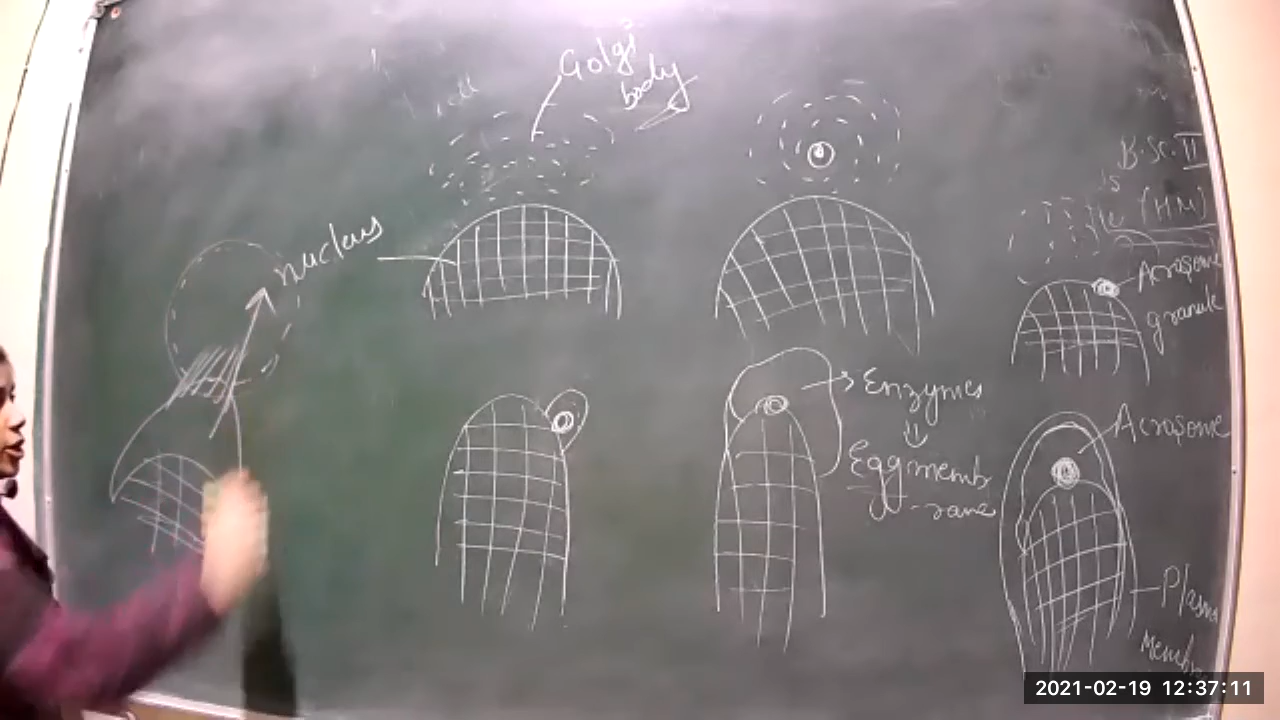 Golgi
body
nucleus
B.Sc. II
(HM)
Acrosome
granule
Enzymes
Egg memb
-rane
Acrosome
Plasma
Membr
2021-02-19 12:37:11